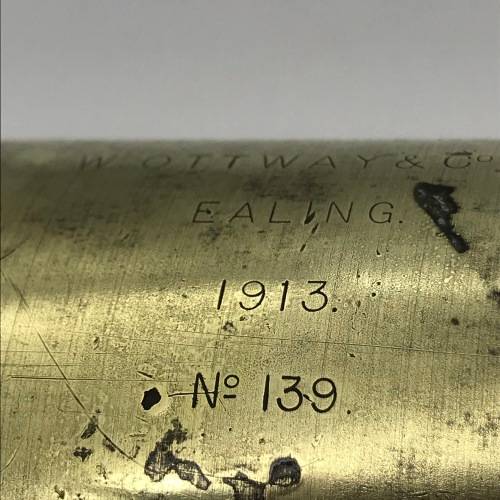 W. OTTWAY & Cº
EALING.
1913.
Nº 139.